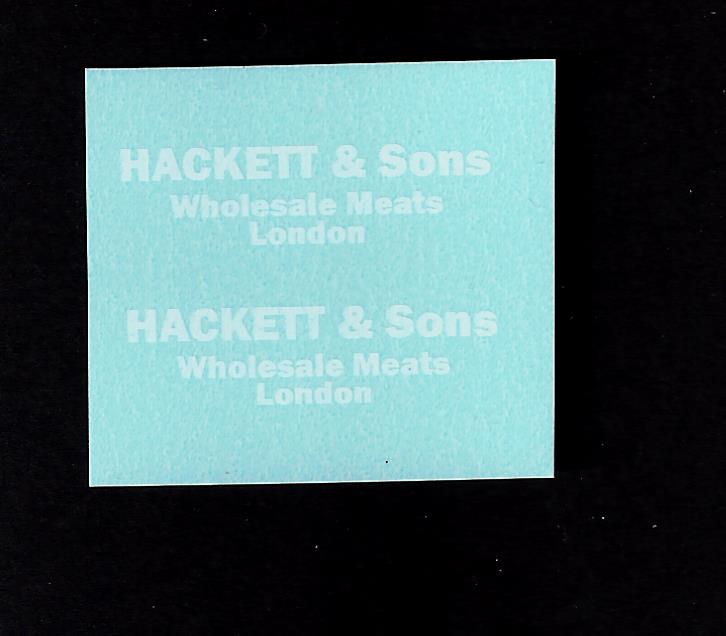 HACKETT & Sons
Wholesale Meats
London
HACKETT & Sons
Wholesale Meats
London